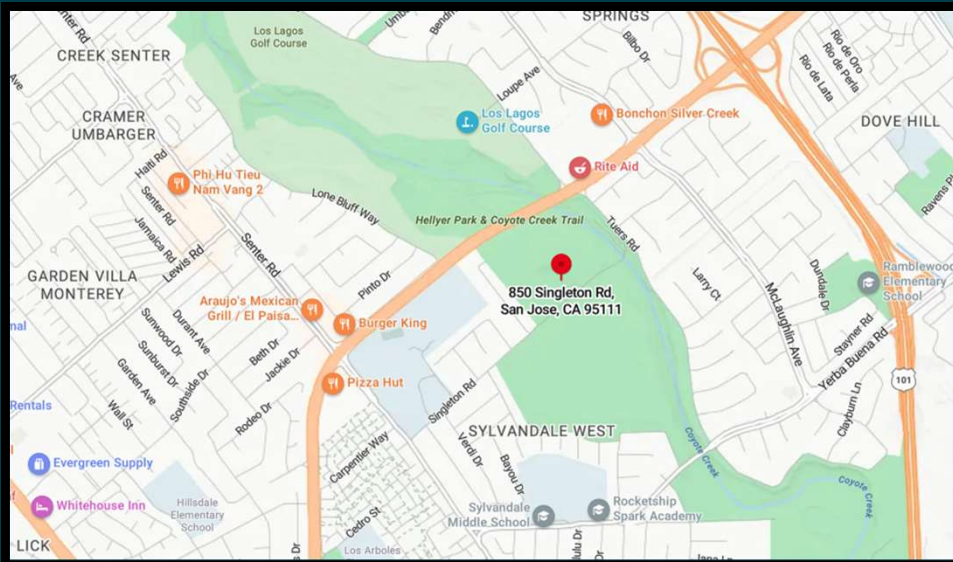 SPRINGS
Los Lagos
Golf Course
CREEK SENTER
Bilbo Dr
Rio de Oro
Rio de Perla
Rio de Lata
Loupe Ave
Los Lagos
Golf Course
Bonchon Silver Creek
DOVE HILL
CRAMER
UMBARGER
Haiti Rd
Rite Aid
Phi Hu Tieu
Nam Vang 2
Senter Rd
Jamaica Rd
Lewis Rd
Lone Bluff Way
Hellyer Park & Coyote Creek Trail
Tuers Rd
Senter Rd
GARDEN VILLA
MONTEREY
Pinto Dr
850 Singleton Rd,
San Jose, CA 95111
Larry Ct
Dundale Dr
Ramblewood
Elementary
School
McLaughlin Ave
Araujo's Mexican
Grill / El Paisa...
Burger King
Sunwood Dr
Durant Ave
Sunburst Dr
Southside Dr
Beth Dr
Jackie Dr
Stayner Rd
Yerba Buena Rd
Garden Ave
Pizza Hut
101
Wall St
Rodeo Dr
Singleton Rd
Clayburn Ln
Rentals
SYLVANDALE WEST
Carpentier Way
Verdi Dr
Bayou Dr
Coyote Creek
Evergreen Supply
Coyote Creek
Whitehouse Inn
Hillsdale
Elementary
School
Cedro St
Sylvandale
Middle School
Rocketship
Spark Academy
LICK
Los Arboles